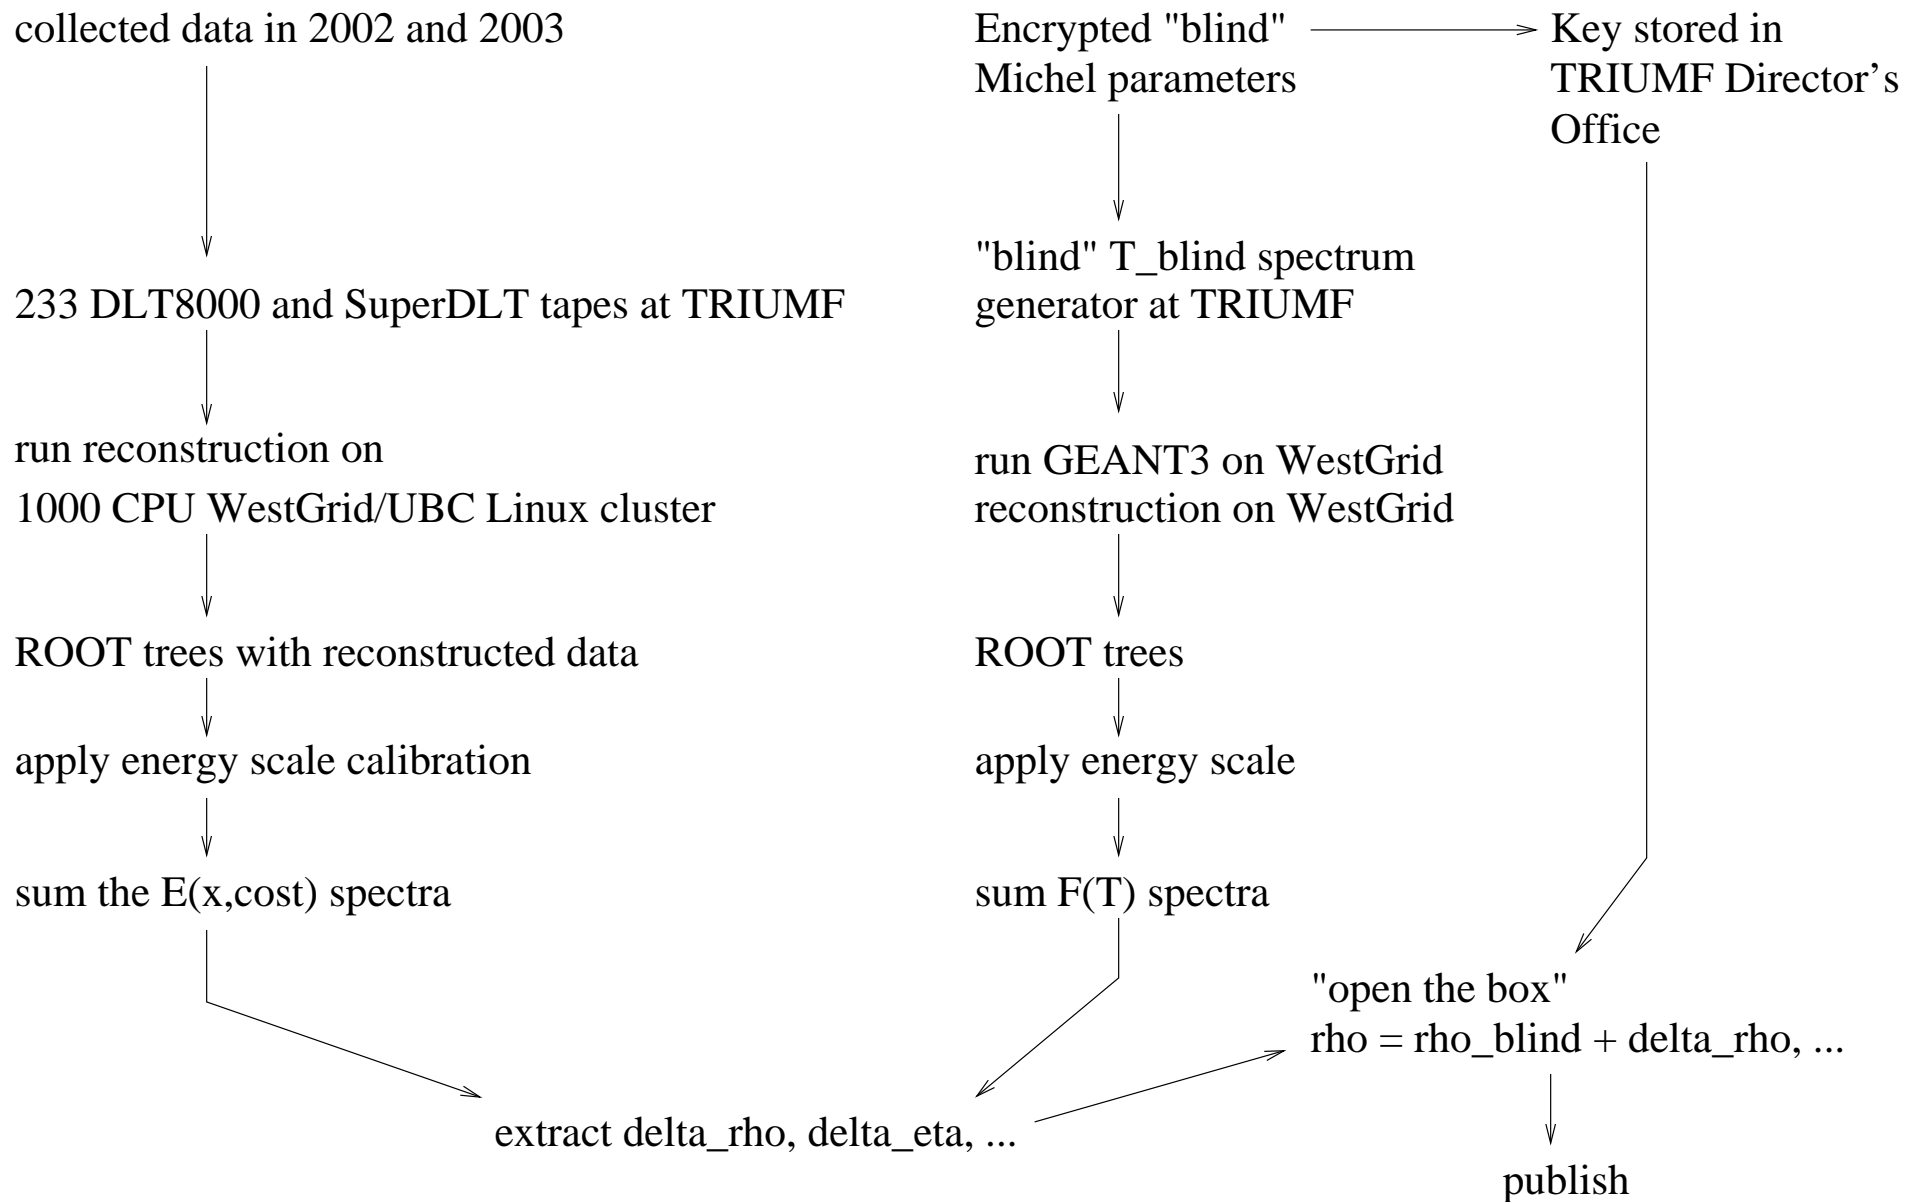 collected data in 2002 and 2003
233 DLT8000 and SuperDLT tapes at TRIUMF
run reconstruction on
1000 CPU WestGrid/UBC Linux cluster
ROOT trees with reconstructed data
apply energy scale calibration
sum the E(x,cost) spectra
Encrypted "blind"
Michel parameters
"blind" T_blind spectrum
generator at TRIUMF
run GEANT3 on WestGrid
reconstruction on WestGrid
ROOT trees
apply energy scale
sum F(T) spectra
Key stored in
TRIUMF Director’s
Office
extract delta_rho, delta_eta, ...
"open the box"
rho = rho_blind + delta_rho, ...
publish